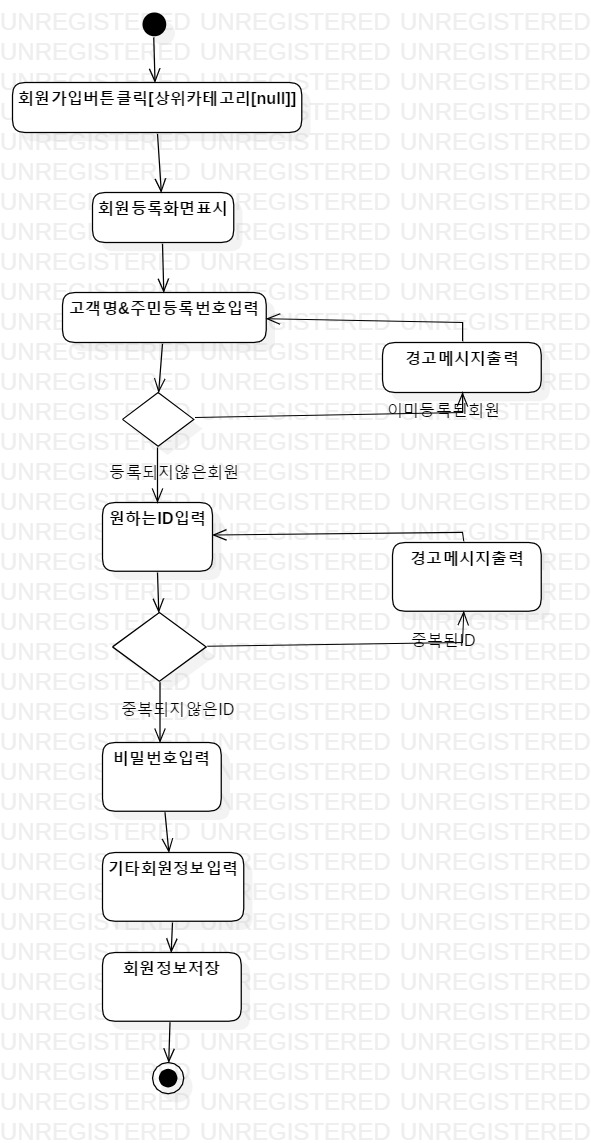 회원가입버튼클릭[상위카테고리[null]]
회원등록화면표시
고객명&주민등록번호입력
경고메시지출력
이미등록된회원
등록되지않은회원
원하는ID입력
경고메시지출력
중복된ID
중복되지않은ID
비밀번호입력
기타회원정보입력
회원정보저장
UNREGISTERED